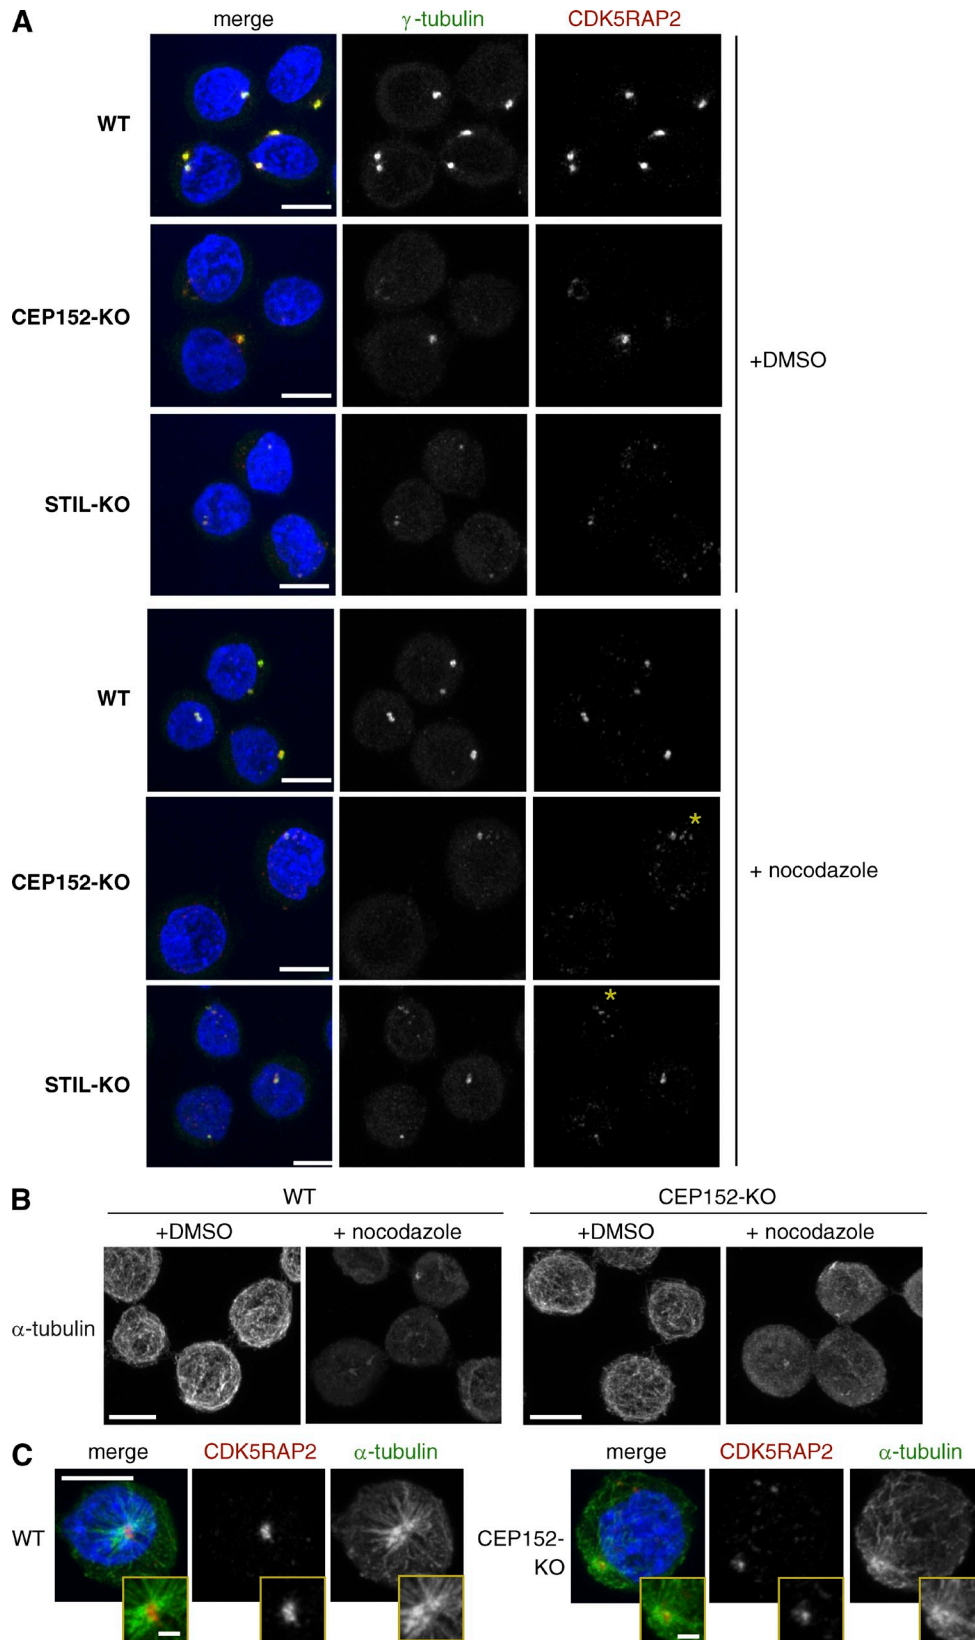 A
merge γ-tubulin CDK5RAP2
WT
CEP152-KO
+DMSO
STIL-KO
WT
*
CEP152-KO
+ nocodazole
*
STIL-KO
B
WT CEP152-KO
+DMSO + nocodazole +DMSO + nocodazole
α-tubulin
C
merge CDK5RAP2 α-tubulin merge CDK5RAP2 α-tubulin
WT
CEP152-
KO